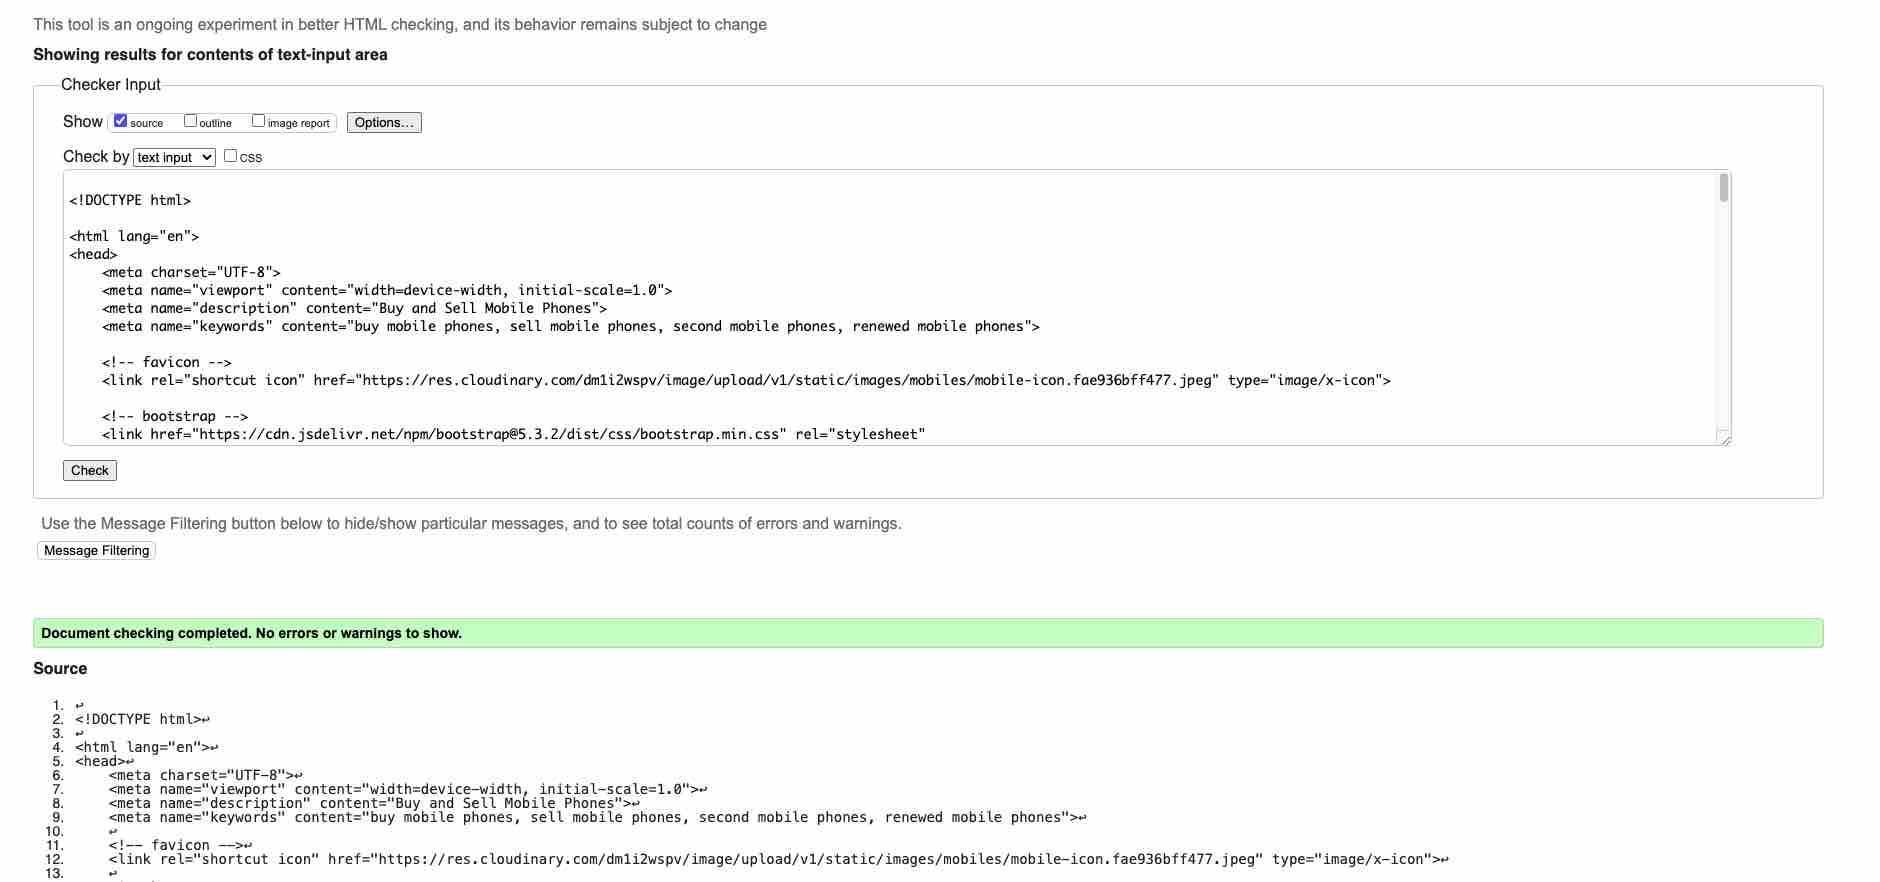 This tool is an ongoing experiment in better HTML checking, and its behavior remains subject to change
Showing results for contents of text-input area
Checker Input
Show source outline image report Options...
Check by text input css
<!DOCTYPE html>
<html lang="en">
<head>
<meta charset="UTF-8">
<meta name="viewport" content="width=device-width, initial-scale=1.0">
<meta name="description" content="Buy and Sell Mobile Phones">
<meta name="keywords" content="buy mobile phones, sell mobile phones, second mobile phones, renewed mobile phones">
<!-- favicon -->
<link rel="shortcut icon" href="https://res.cloudinary.com/dm1i2wspv/image/upload/v1/static/images/mobiles/mobile-icon.fae936bff477.jpeg" type="image/x-icon">
<!-- bootstrap -->
<link href="https://cdn.jsdelivr.net/npm/bootstrap@5.3.2/dist/css/bootstrap.min.css" rel="stylesheet"
Check
Use the Message Filtering button below to hide/show particular messages, and to see total counts of errors and warnings.
Message Filtering
Document checking completed. No errors or warnings to show.
Source
1. ↩
2. <!DOCTYPE html>↩
3. ↩
4. <html lang="en">↩
5. <head>↩
6. <meta charset="UTF-8">↩
7. <meta name="viewport" content="width=device-width, initial-scale=1.0">↩
8. <meta name="description" content="Buy and Sell Mobile Phones">↩
9. <meta name="keywords" content="buy mobile phones, sell mobile phones, second mobile phones, renewed mobile phones">↩
10. ↩
11. <!-- favicon -->↩
12. <link rel="shortcut icon" href="https://res.cloudinary.com/dm1i2wspv/image/upload/v1/static/images/mobiles/mobile-icon.fae936bff477.jpeg" type="image/x-icon">↩
13. ↩